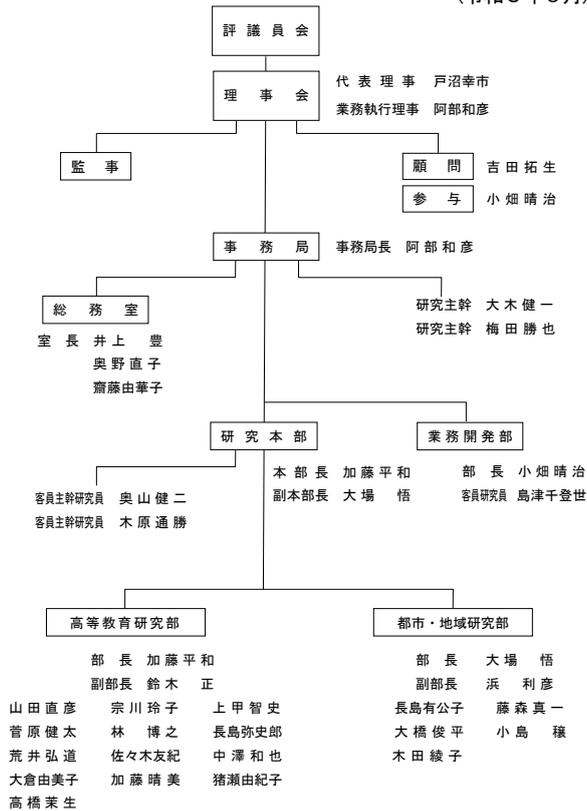 評議員会
理事会
代表理事 戸沼幸市
業務執行理事 阿部和彦
監事
顧問 吉田拓生
参与 小畑晴治
事務局 事務局長 阿部和彦
総務室
室長 井上 豊
奥野直子
齋藤由華子
研究主幹 大木健一
研究主幹 梅田勝也
研究本部
本部長 加藤平和
副本部長 大場 悟
業務開発部
部長 小畑晴治
客員研究員 島津千登世
客員主幹研究員 奥山健二
客員主幹研究員 木原通勝
高等教育研究部
部長 加藤平和
副部長 鈴木 正
山田直彦 宗川玲子 上甲智史
菅原健太 林 博之 長島弥史郎
荒井弘道 佐々木友紀 中澤和也
大倉由美子 加藤晴美 猪瀬由紀子
高橋茉生
都市・地域研究部
部長 大場 悟
副部長 浜 利彦
長島有公子 藤森真一
大橋俊平 小島 穣
木田綾子